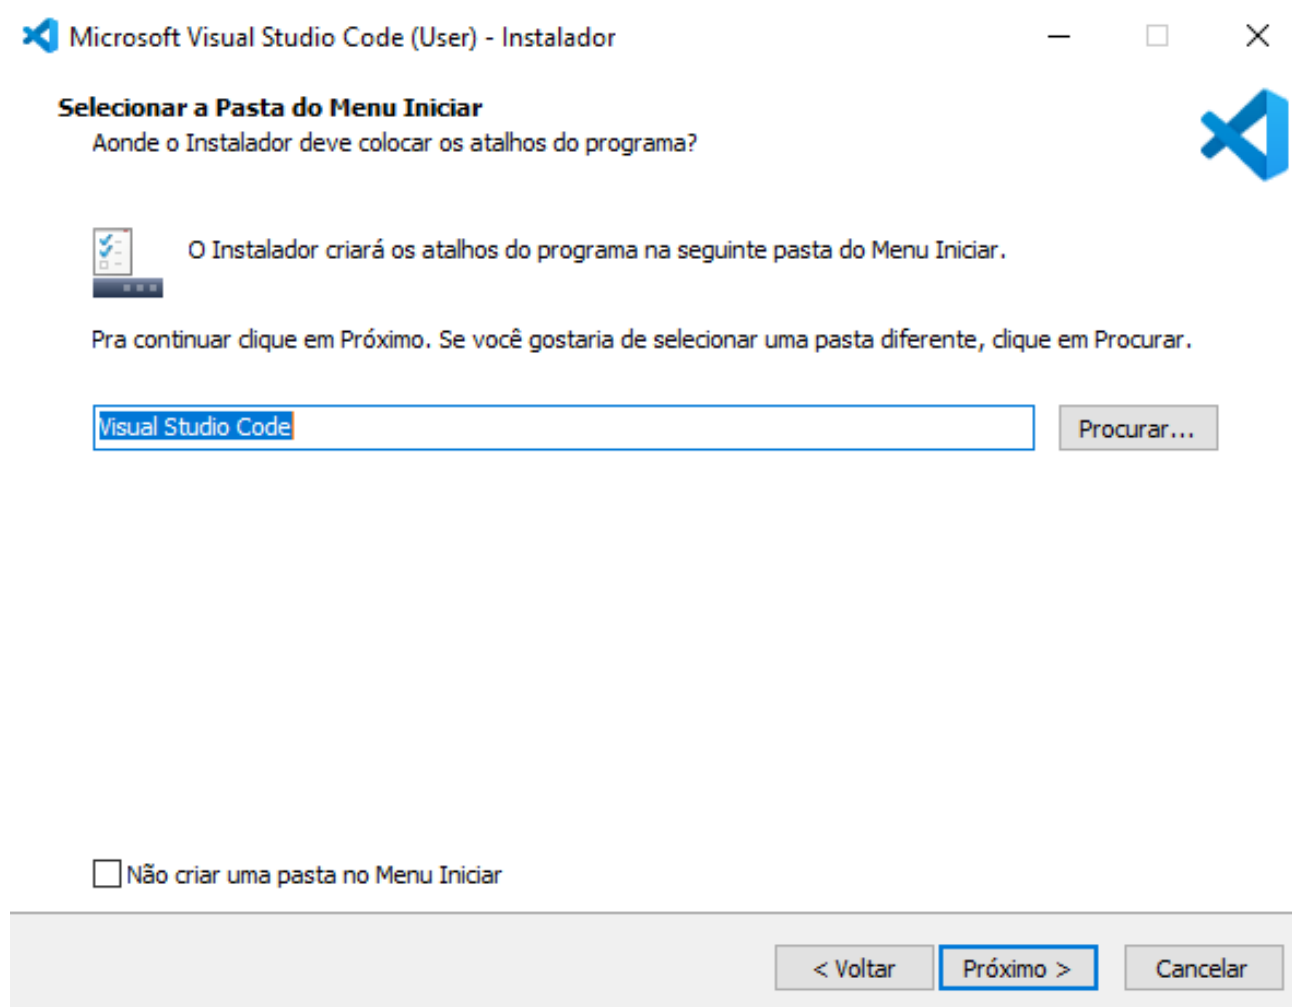 Microsoft Visual Studio Code (User) - Instalador
Selecionar a Pasta do Menu Iniciar
Aonde o Instalador deve colocar os atalhos do programa?
O Instalador criará os atalhos do programa na seguinte pasta do Menu Iniciar.
Pra continuar clique em Próximo. Se você gostaria de selecionar uma pasta diferente, clique em Procurar.
Visual Studio Code
Procurar...
Não criar uma pasta no Menu Iniciar
< Voltar
Próximo >
Cancelar